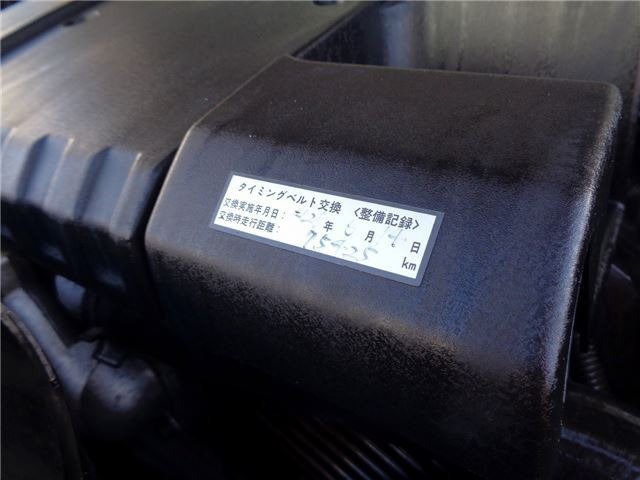 タイミングベルト交換 〈整備記録〉
交換実施年月日: 年 月 日
交換時走行距離: 75425 km